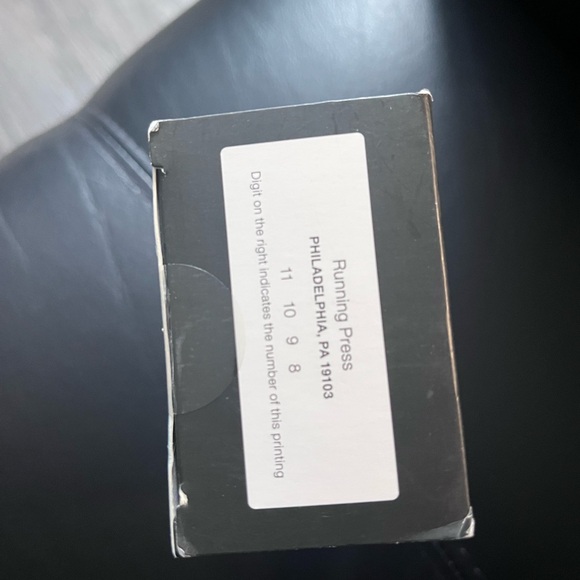 Running Press
PHILADELPHIA, PA 19103
11 10 9 8
Digit on the right indicates the number of this printing